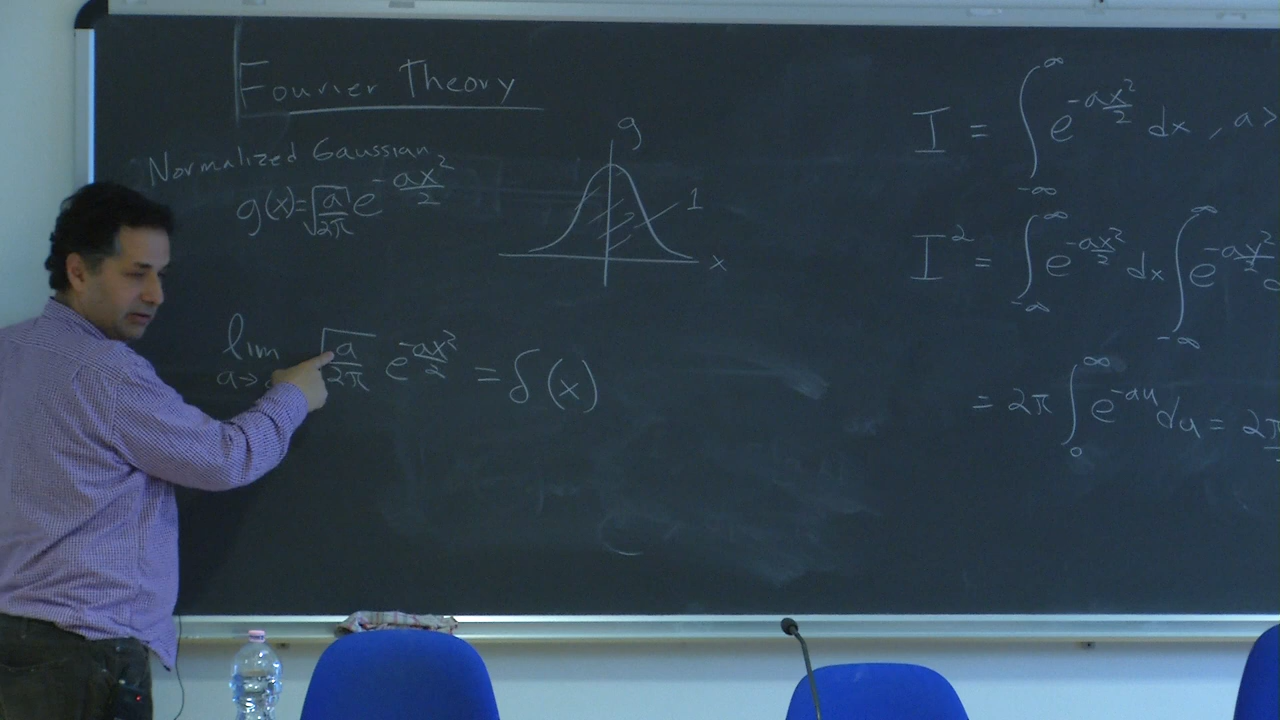 Fourier Theory
Normalized Gaussian
g(x)=√(a/2π) e^(-ax²/2)
g
1
x
lim a→ √(a/2π) e^(-ax²/2) = δ(x)
I = ∫_{-∞}^{∞} e^(-ax²/2) dx , a>
I² = ∫_{-∞}^{∞} e^(-ax²/2) dx ∫_{-∞}^{∞} e^(-ax²/2)
= 2π ∫_0^∞ e^(-au) du = 2π